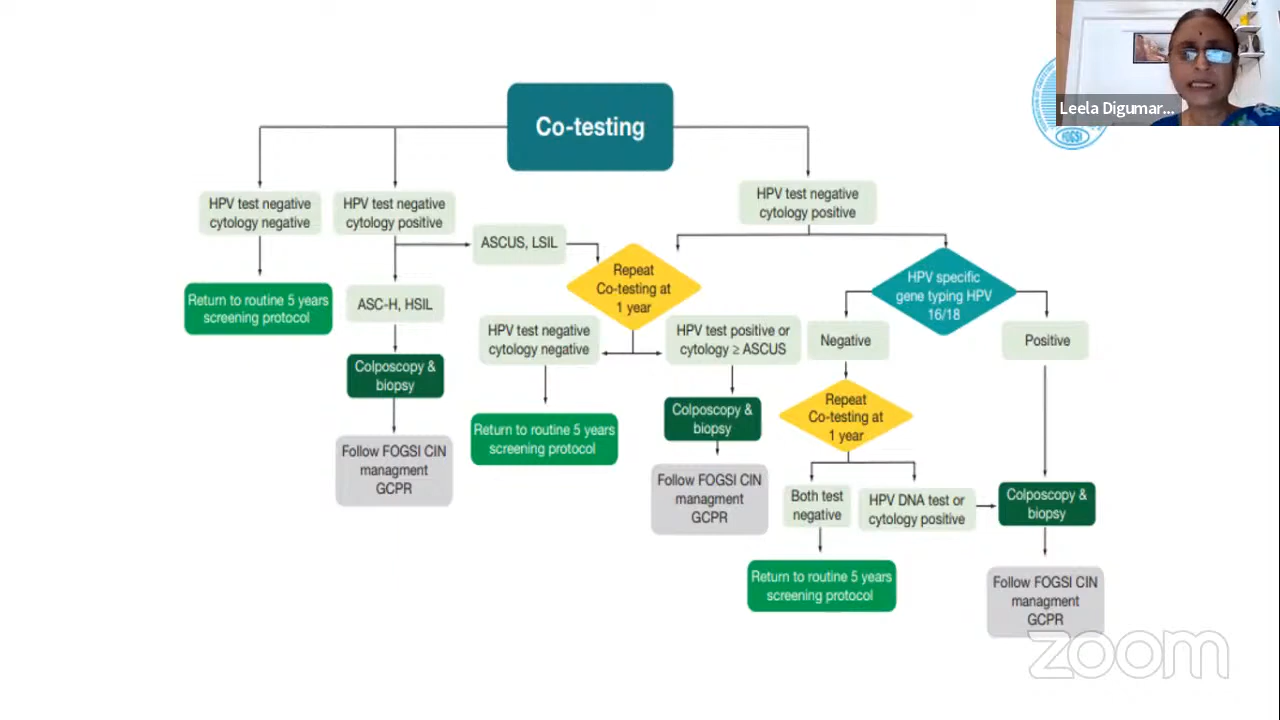 Leela Digumar...
FOGSI
Co-testing
HPV test negative
cytology negative
HPV test negative
cytology positive
HPV test negative
cytology positive
ASCUS, LSIL
Repeat
Co-testing at
1 year
HPV specific
gene typing HPV
16/18
Return to routine 5 years
screening protocol
ASC-H, HSIL
HPV test negative
cytology negative
HPV test positive or
cytology ≥ ASCUS
Negative
Positive
Colposcopy &
biopsy
Return to routine 5 years
screening protocol
Colposcopy &
biopsy
Repeat
Co-testing at
1 year
Follow FOGSI CIN
managment
GCPR
Follow FOGSI CIN
managment
GCPR
Both test
negative
HPV DNA test or
cytology positive
Colposcopy &
biopsy
Return to routine 5 years
screening protocol
Follow FOGSI CIN
managment
GCPR
zoom